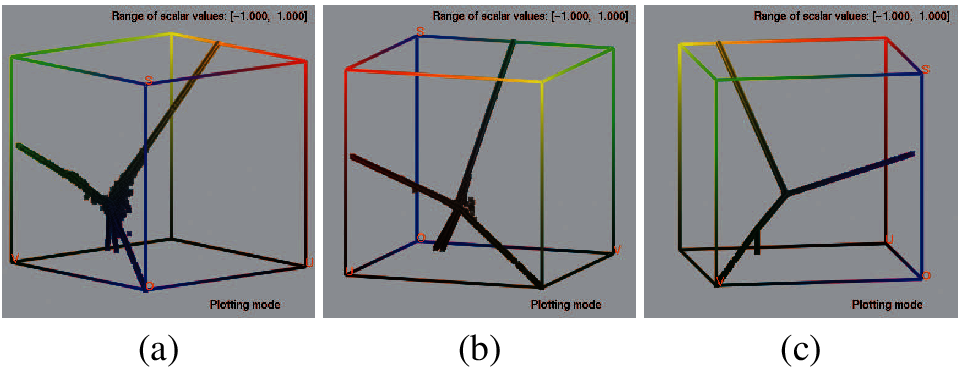 Range of scalar values: [−1.000, 1.000]
S
V
U
O
Plotting mode
(a)
Range of scalar values: [−1.000, 1.000]
S
O
V
U
Plotting mode
(b)
Range of scalar values: [−1.000, 1.000]
S
U
V
O
Plotting mode
(c)